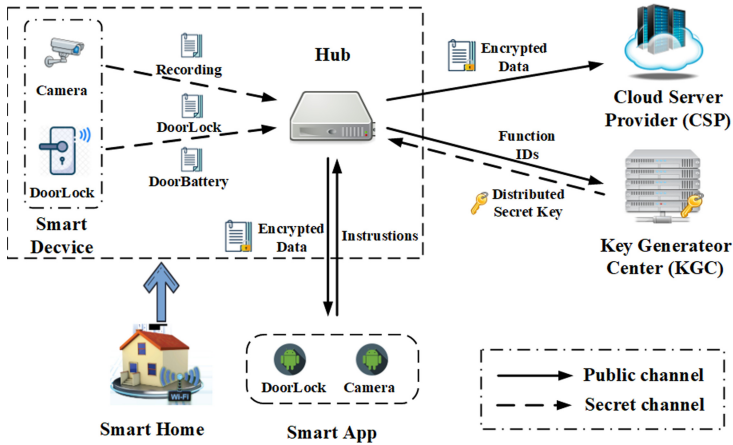 Camera
DoorLock
Smart
Decvice
Recording
DoorLock
DoorBattery
Hub
Encrypted
Data
Cloud Server
Provider (CSP)
Function
IDs
Distributed
Secret Key
Key Generateor
Center (KGC)
Encrypted
Data
Instrustions
Wi-Fi
Smart Home
DoorLock
Camera
Smart App
Public channel
Secret channel